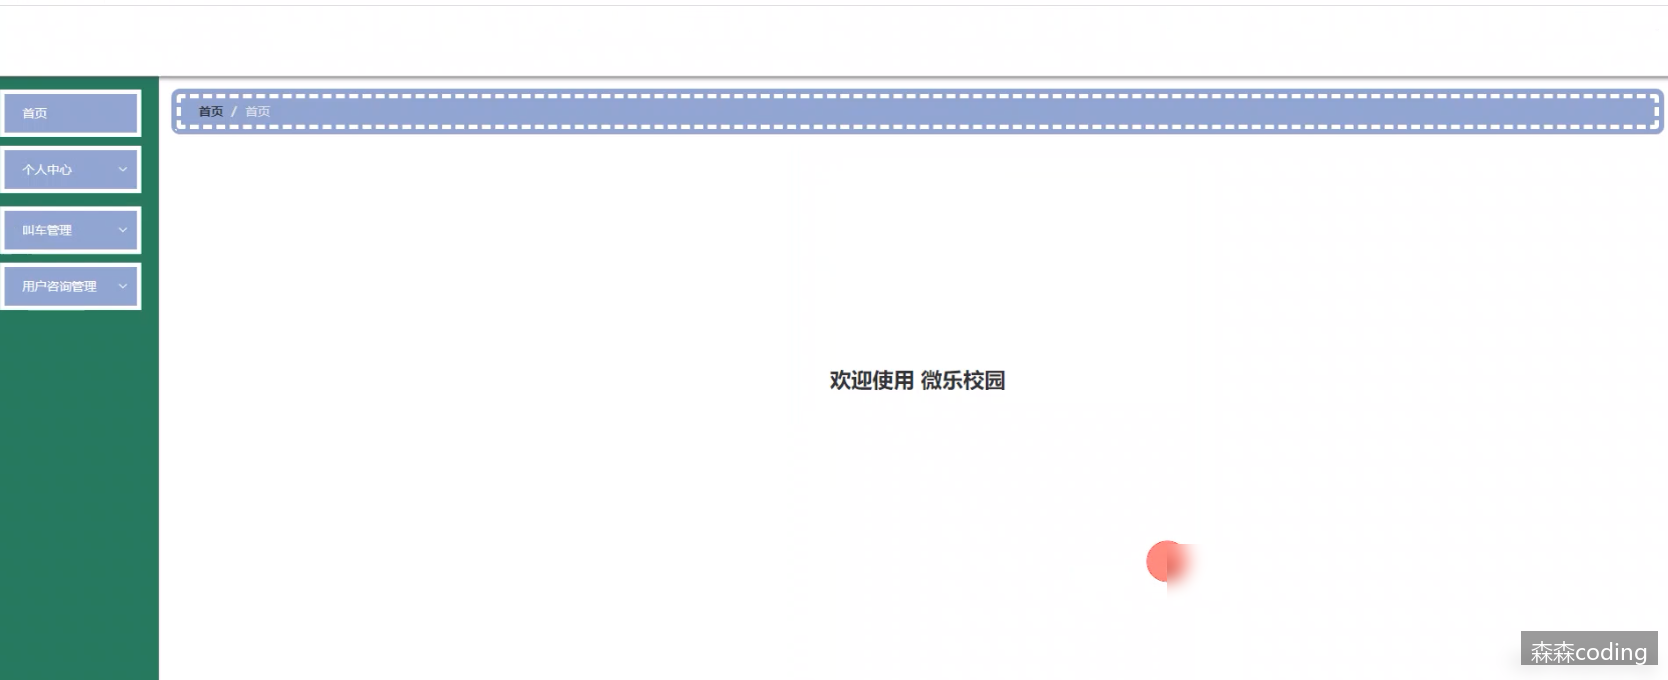 首页
首页 / 首页
个人中心
叫车管理
用户咨询管理
欢迎使用 微乐校园
森森coding